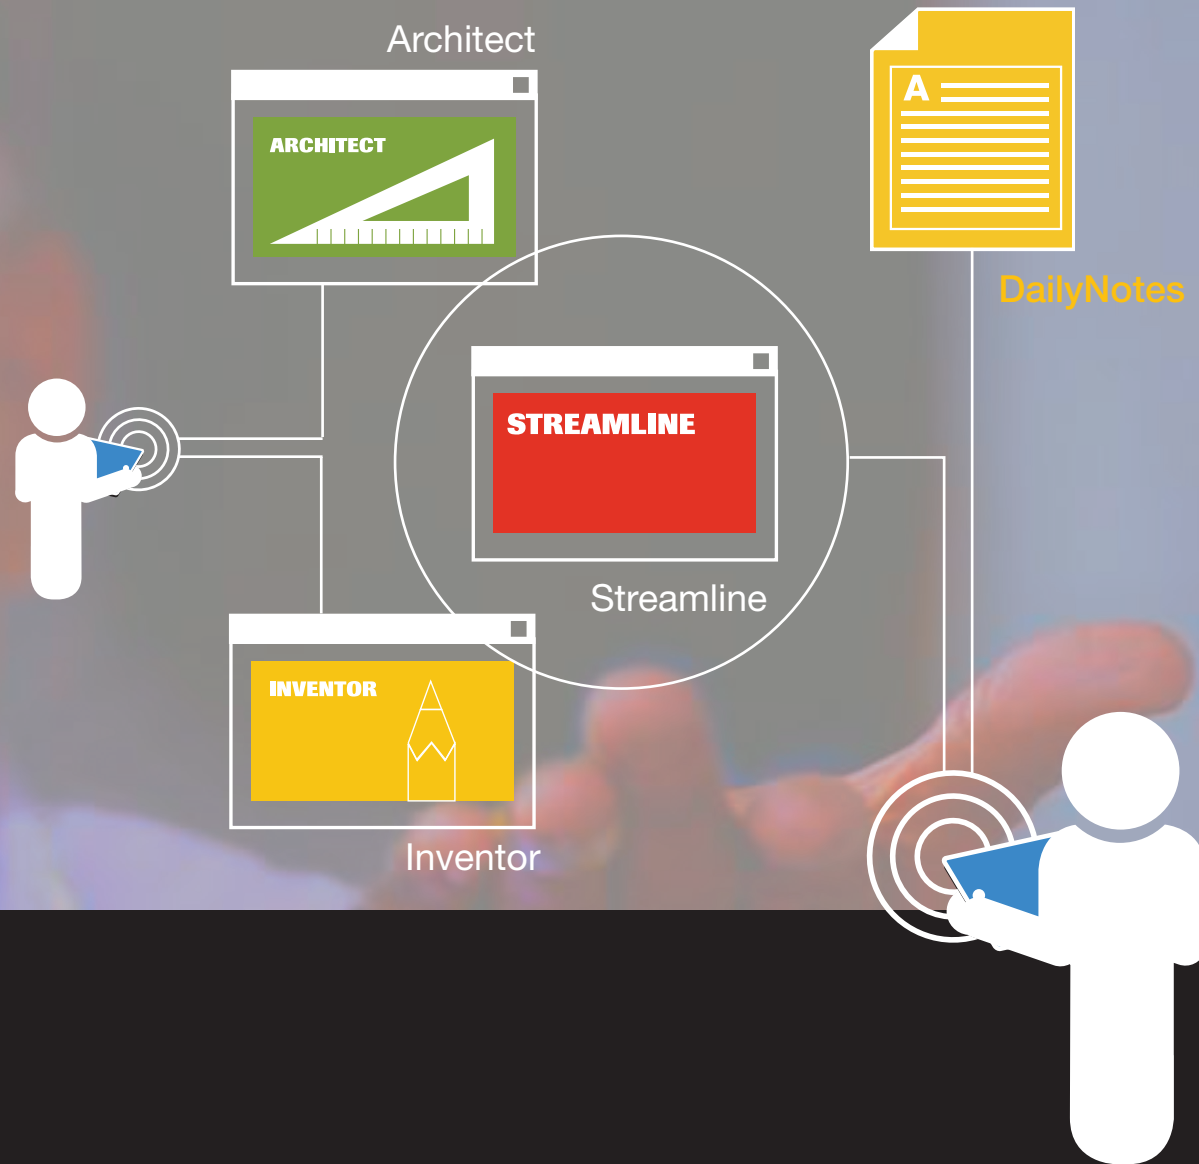 Architect
ARCHITECT
A
DailyNotes
STREAMLINE
Streamline
INVENTOR
Inventor